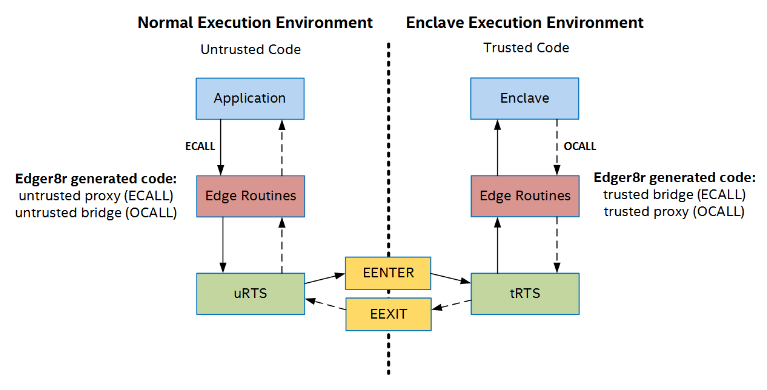 Normal Execution Environment
Enclave Execution Environment
Untrusted Code
Trusted Code
Application
Enclave
ECALL
OCALL
Edger8r generated code:
untrusted proxy (ECALL)
untrusted bridge (OCALL)
Edge Routines
Edge Routines
Edger8r generated code:
trusted bridge (ECALL)
trusted proxy (OCALL)
uRTS
EENTER
EEXIT
tRTS